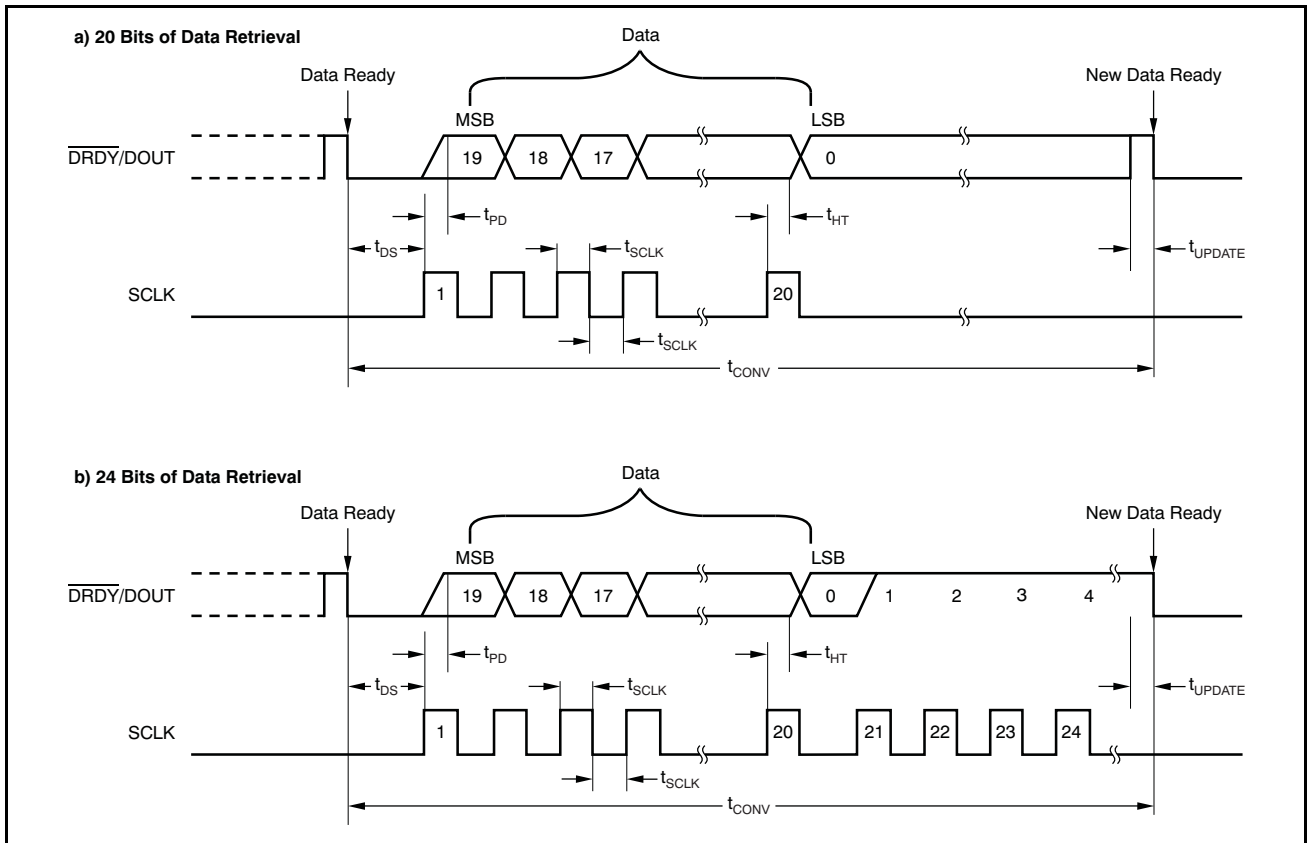 a) 20 Bits of Data Retrieval
Data
Data Ready
New Data Ready
MSB
LSB
DRDY/DOUT
19 18 17 0
tPD
tHT
tDS
tSCLK
tUPDATE
SCLK
1 20
tSCLK
tCONV
b) 24 Bits of Data Retrieval
Data
Data Ready
New Data Ready
MSB
LSB
DRDY/DOUT
19 18 17 0 1 2 3 4
tPD
tHT
tDS
tSCLK
tUPDATE
SCLK
1 20 21 22 23 24
tSCLK
tCONV